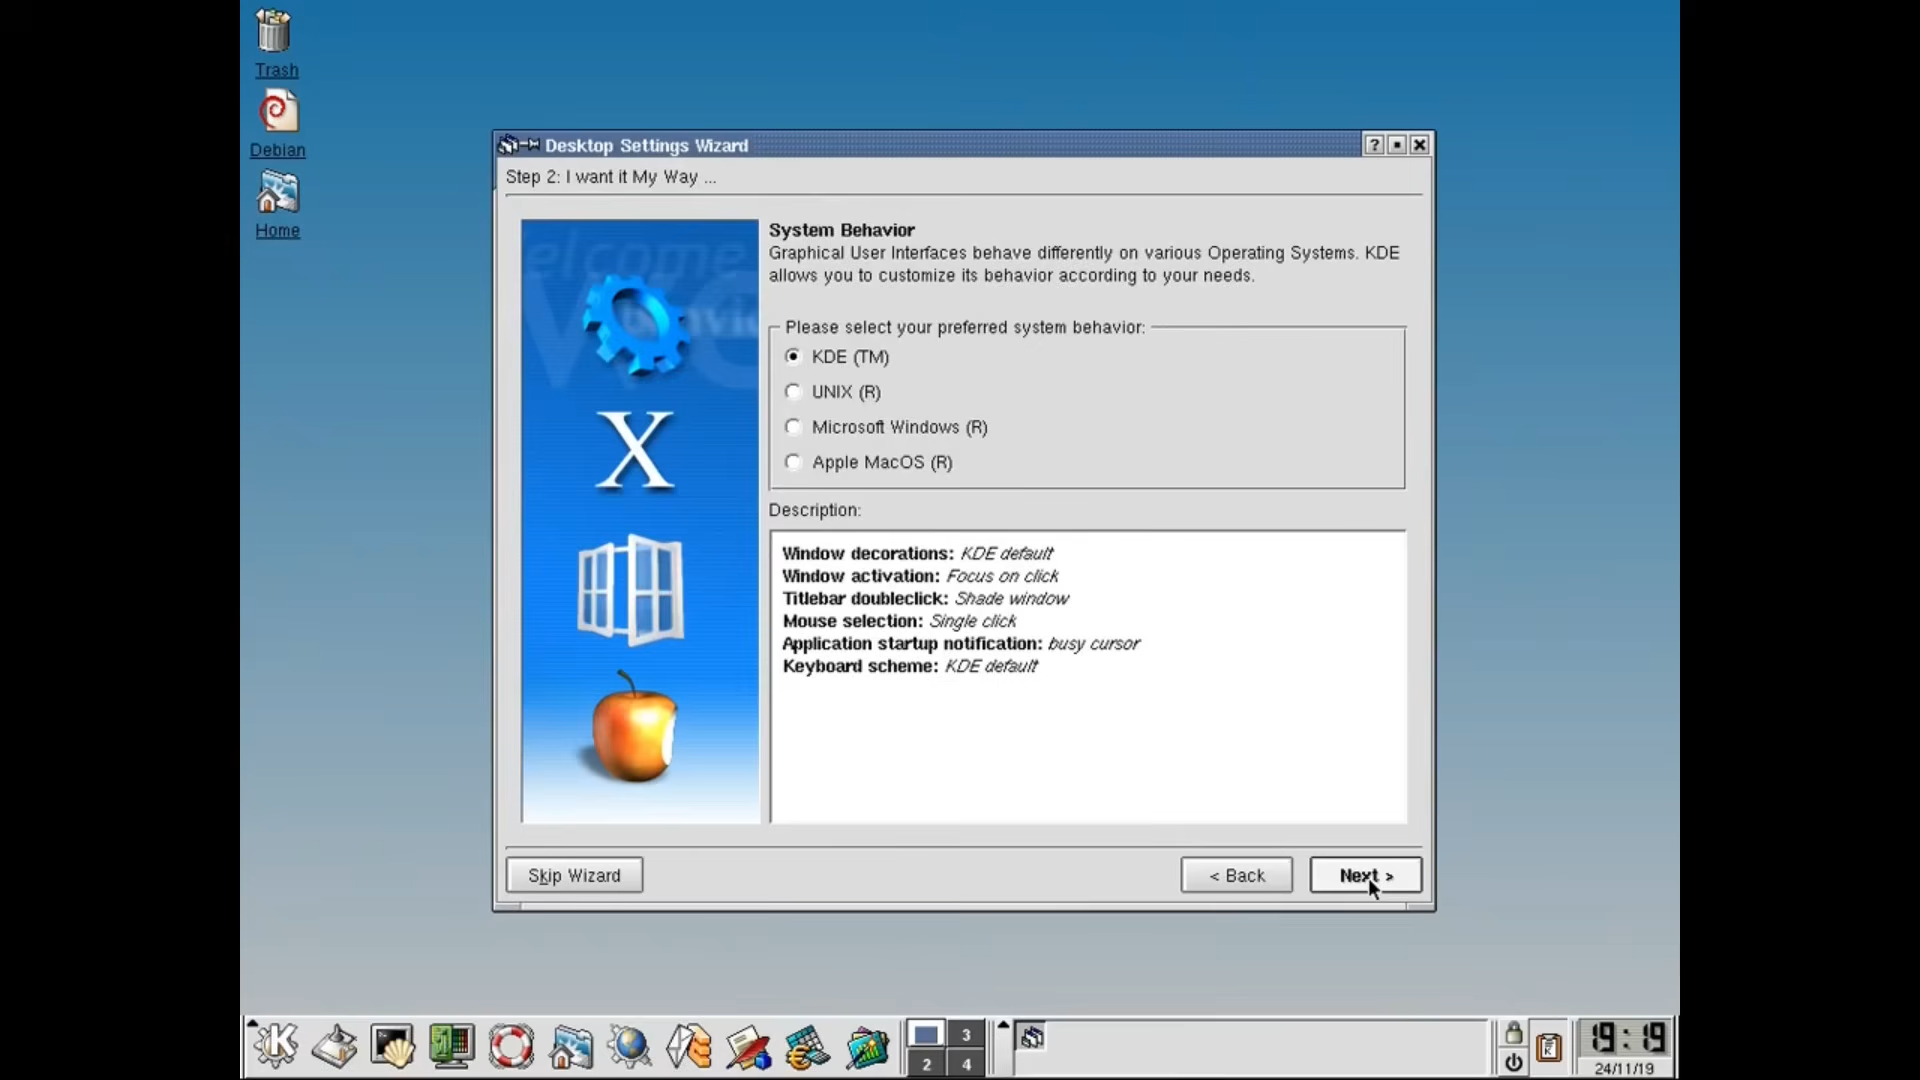 Trash
Debian
Home
Desktop Settings Wizard
Step 2: I want it My Way ...
System Behavior
Graphical User Interfaces behave differently on various Operating Systems. KDE
allows you to customize its behavior according to your needs.
Please select your preferred system behavior:
KDE (TM)
UNIX (R)
Microsoft Windows (R)
Apple MacOS (R)
Description:
Window decorations: KDE default
Window activation: Focus on click
Titlebar doubleclick: Shade window
Mouse selection: Single click
Application startup notification: busy cursor
Keyboard scheme: KDE default
X
Skip Wizard
< Back
Next >
3
2
4
19:19
24/11/19